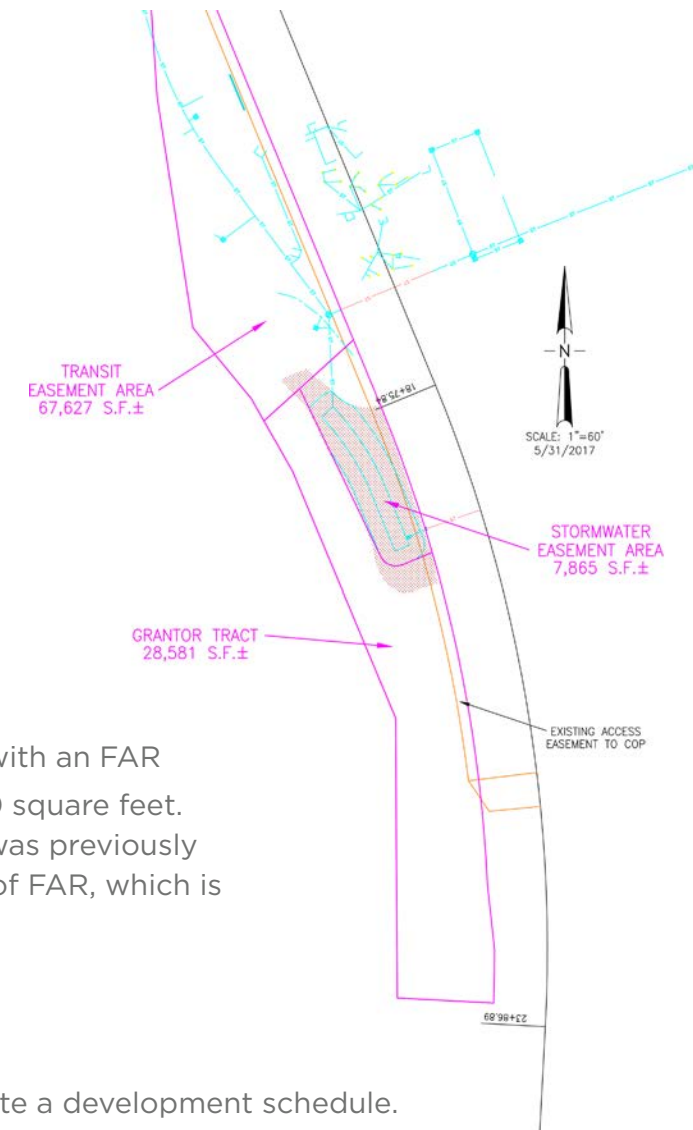 18+75.84
N
SCALE: 1"=60'
5/31/2017
TRANSIT
EASEMENT AREA
67,627 S.F.±
STORMWATER
EASEMENT AREA
7,865 S.F.±
GRANTOR TRACT
28,581 S.F.±
EXISTING ACCESS
EASEMENT TO COP
with an FAR
square feet.
was previously
of FAR, which is
23+86.89
te a development schedule.